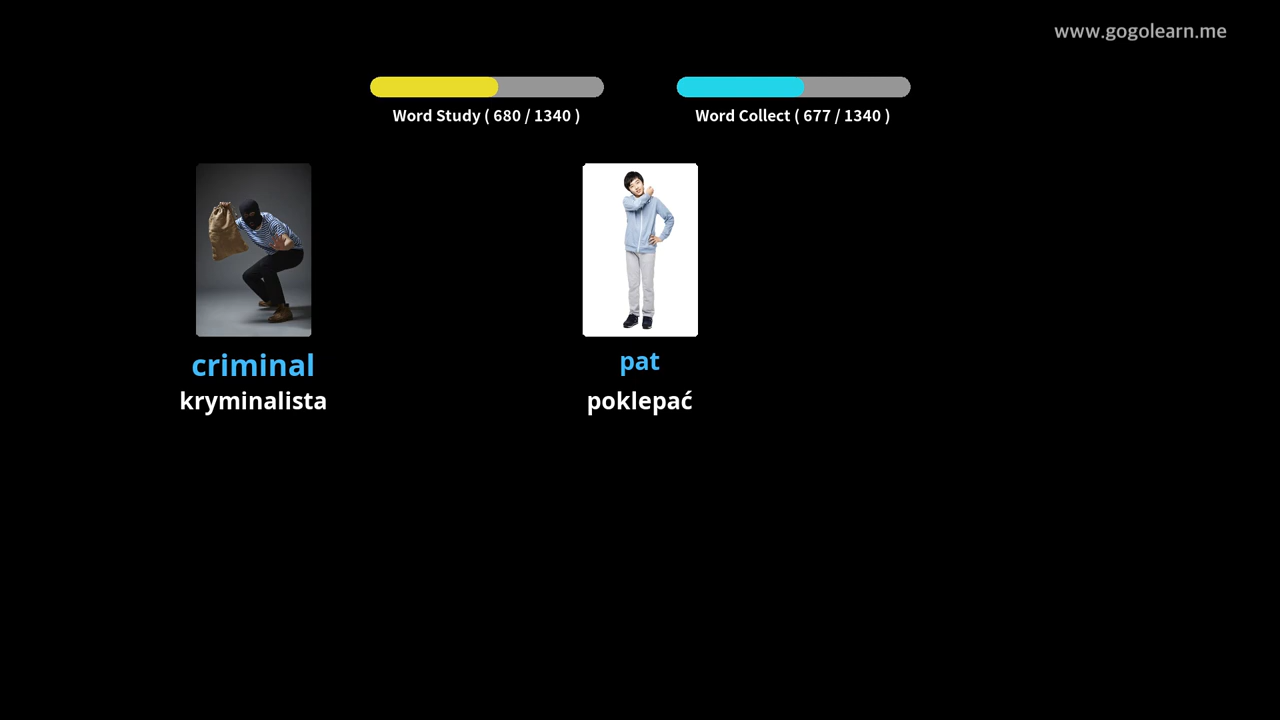 www.gogolearn.me
Word Study ( 680 / 1340 )
Word Collect ( 677 / 1340 )
criminal
kryminalista
pat
poklepać